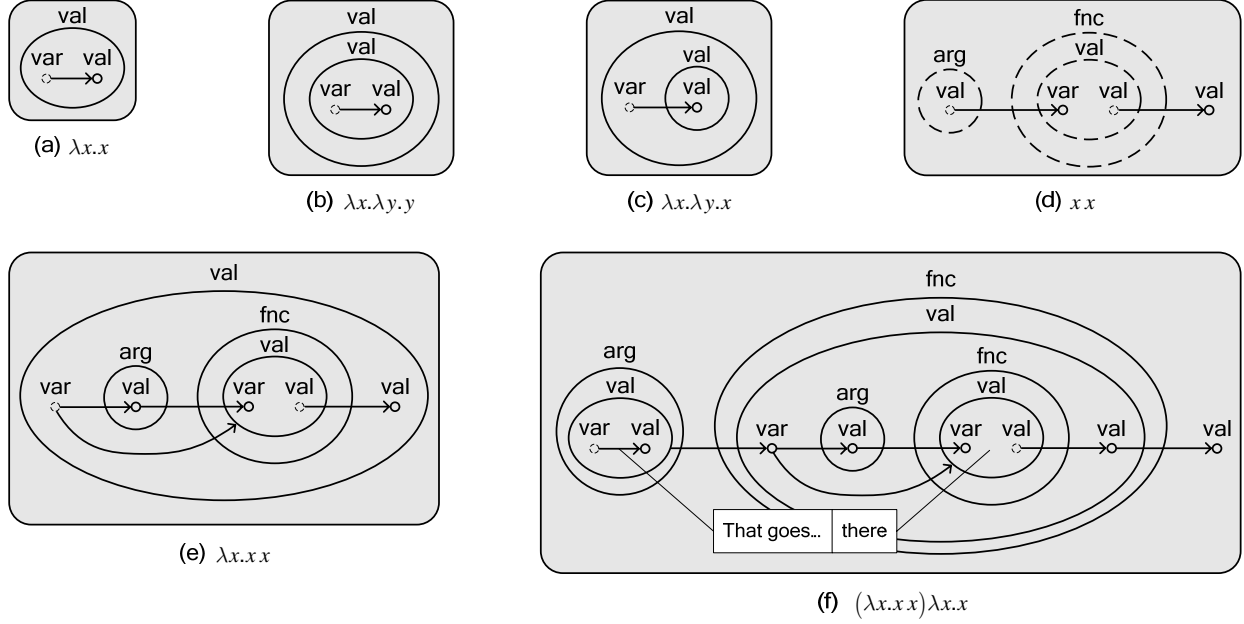 val
val
val
fnc
val
val
val
arg
var val
var val
var val
val
var val
val
(a) λx.x
(b) λx.λy.y
(c) λx.λy.x
(d) x x
val
fnc
arg
val
var
val
var val
val
(e) λx.x x
fnc
val
arg
fnc
val
arg
val
var val
var
val
var val
val
val
That goes... there
(f) (λx.x x)λx.x